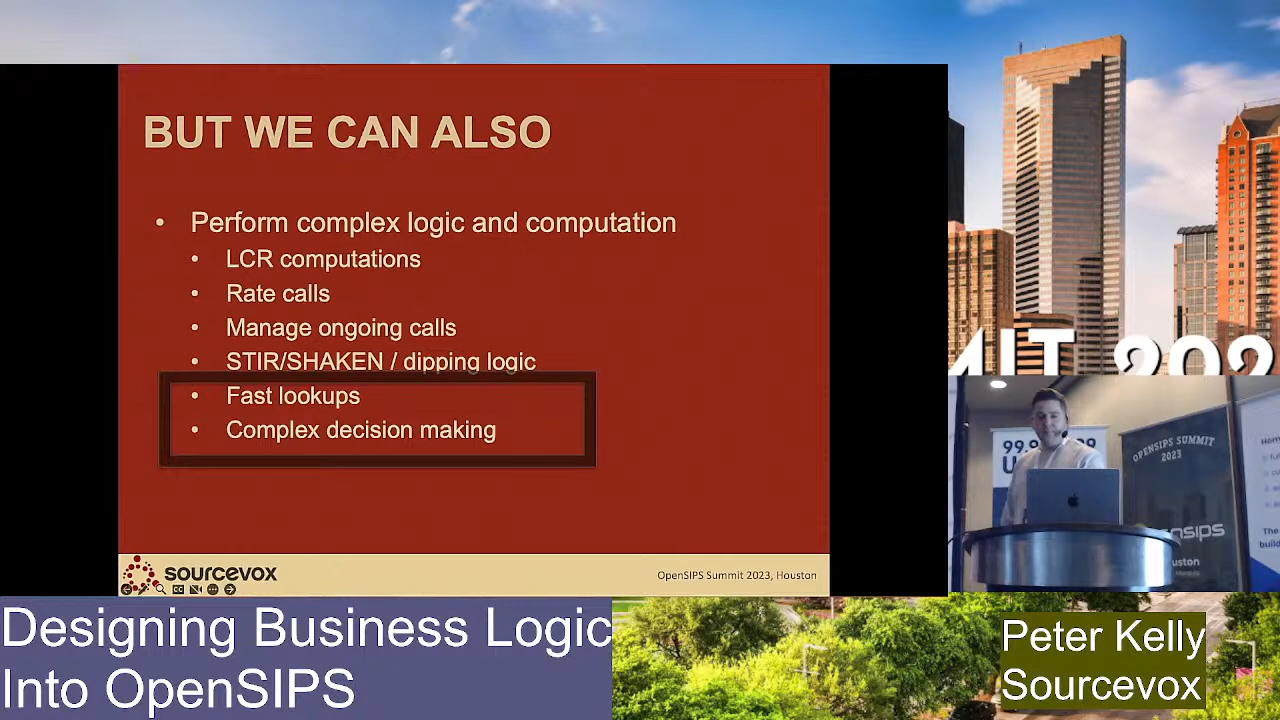 BUT WE CAN ALSO
• Perform complex logic and computation
• LCR computations
• Rate calls
• Manage ongoing calls
• STIR/SHAKEN / dipping logic
• Fast lookups
• Complex decision making
sourcevox
OpenSIPS Summit 2023, Houston
OPENSIPS SUMMIT
2023
Designing Business Logic
Into OpenSIPS
Peter Kelly
Sourcevox